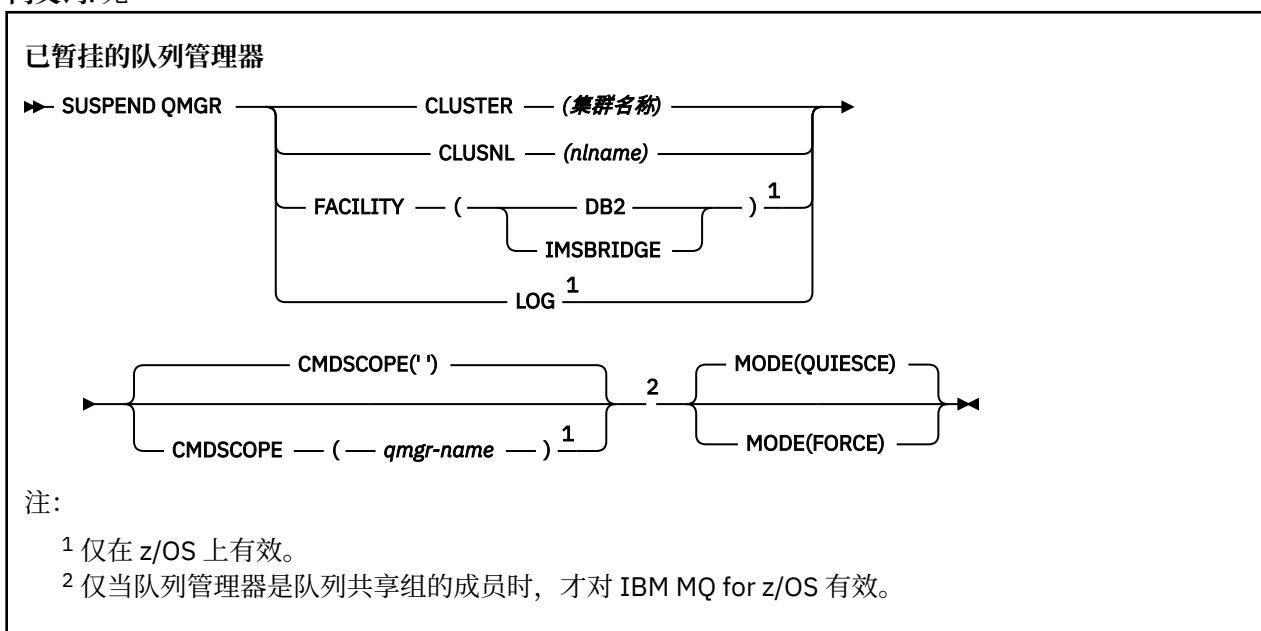 已暂挂的队列管理器
SUSPEND QMGR CLUSTER (集群名称)
CLUSNL (nlname)
FACILITY ( DB2 ) 1
IMSBRIDGE
LOG 1
CMDSCOPE(' ') 2 MODE(QUIESCE)
CMDSCOPE ( qmgr-name ) 1 MODE(FORCE)
注：
1 仅在 z/OS 上有效。
2 仅当队列管理器是队列共享组的成员时，才对 IBM MQ for z/OS 有效。